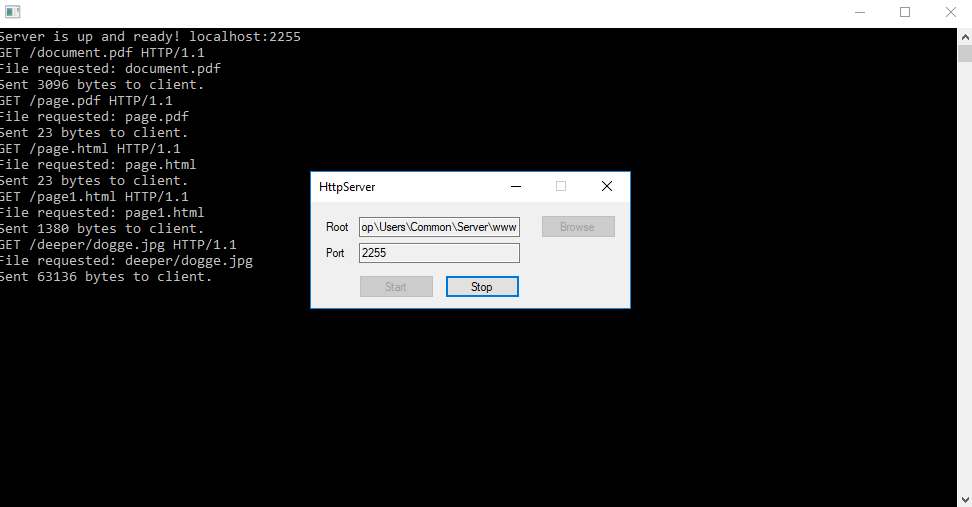 Server is up and ready! localhost:2255
GET /document.pdf HTTP/1.1
File requested: document.pdf
Sent 3096 bytes to client.
GET /page.pdf HTTP/1.1
File requested: page.pdf
Sent 23 bytes to client.
GET /page.html HTTP/1.1
File requested: page.html
Sent 23 bytes to client.
GET /page1.html HTTP/1.1
File requested: page1.html
Sent 1380 bytes to client.
GET /deeper/dogge.jpg HTTP/1.1
File requested: deeper/dogge.jpg
Sent 63136 bytes to client.
HttpServer
Root op\Users\Common\Server\www Browse
Port 2255
Start Stop